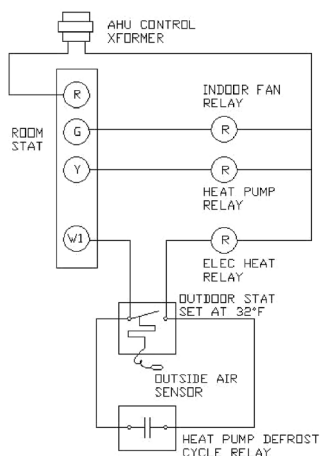 AHU CONTROL
XFORMER
R
INDOOR FAN
RELAY
ROOM
STAT
G
R
Y
R
HEAT PUMP
RELAY
W1
R
ELEC HEAT
RELAY
OUTDOOR STAT
SET AT 32°F
OUTSIDE AIR
SENSOR
HEAT PUMP DEFROST
CYCLE RELAY